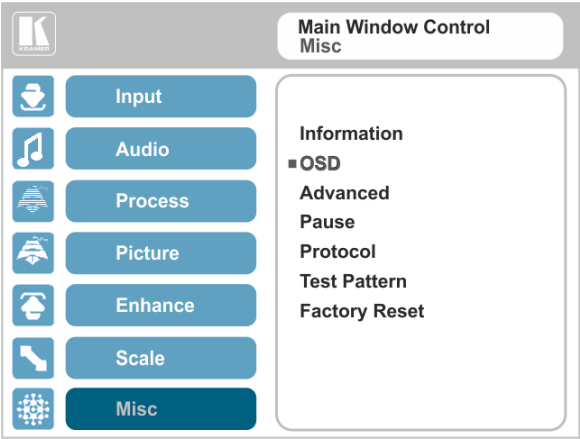 KRAMER
Main Window Control
Misc
Input
Audio
Process
Picture
Enhance
Scale
Misc
Information
OSD
Advanced
Pause
Protocol
Test Pattern
Factory Reset